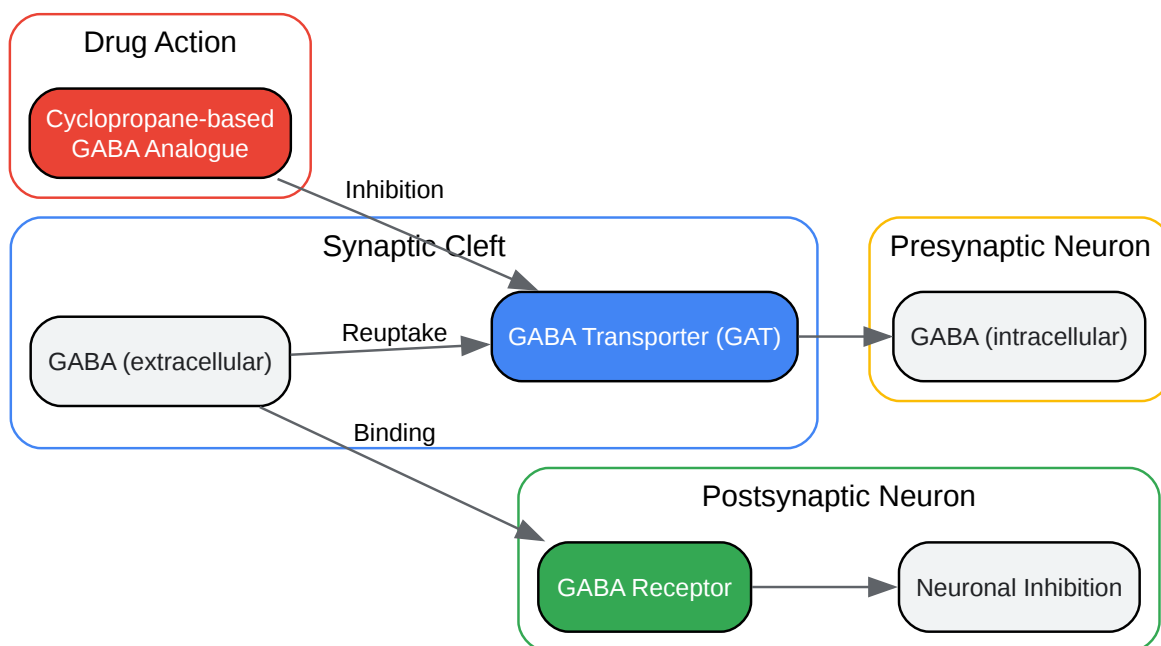 Drug Action
Cyclopropane-based
GABA Analogue
Inhibition
Synaptic Cleft
Presynaptic Neuron
GABA (extracellular)
Reuptake
GABA Transporter (GAT)
GABA (intracellular)
Binding
Postsynaptic Neuron
GABA Receptor
Neuronal Inhibition